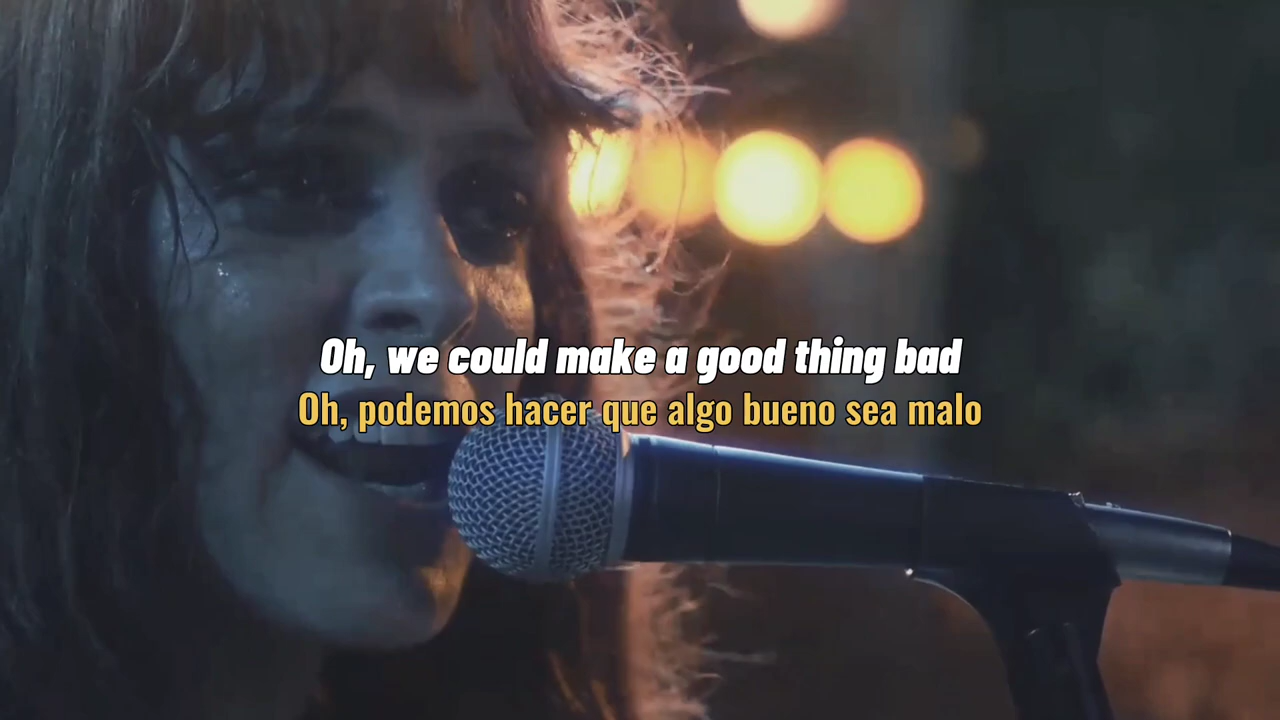 Oh, we could make a good thing bad
Oh, podemos hacer que algo bueno sea malo